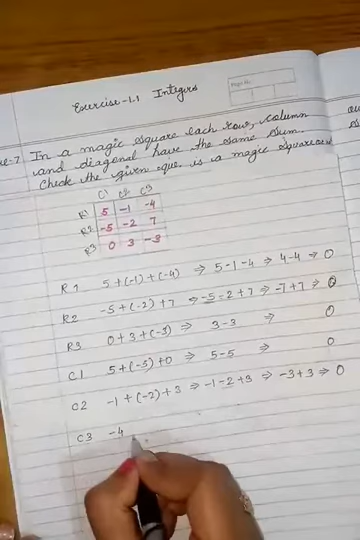 Exercise-1.1 Integers
Page No.
In a magic square each row, column
and diagonal have the same sum.
Check the given que. is a magic square or
C1 C2 C3
R1 5 -1 -4
R2 -5 -2 7
R3 0 3 -3
R1 5+(-1)+(-4) ⇒ 5-1-4 ⇒ 4-4 ⇒ 0
R2 -5+(-2)+7 ⇒ -5-2+7 ⇒ -7+7 ⇒ 0
R3 0+3+(-3) ⇒ 3-3 0
C1 5+(-5)+0 ⇒ 5-5 ⇒ 0
C2 -1+(-2)+3 ⇒ -1-2+3 ⇒ -3+3 ⇒ 0
C3 -4